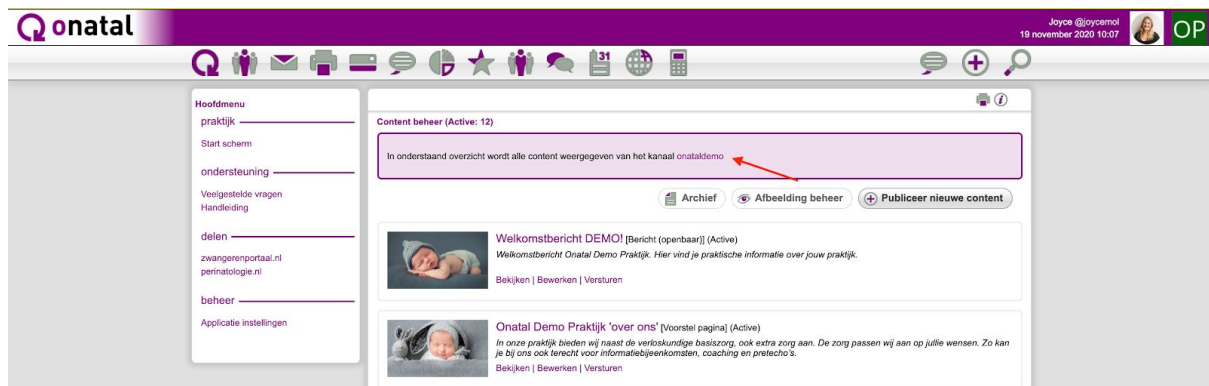 onatal
Joyce @joycemol
19 november 2020 10:07
OP
31
Hoofdmenu
praktijk
Start scherm
ondersteuning
Veelgestelde vragen
Handleiding
delen
zwangerenportaal.nl
perinatologie.nl
beheer
Applicatie instellingen
Content beheer (Active: 12)
In onderstaand overzicht wordt alle content weergegeven van het kanaal onataldemo
Archief
Afbeelding beheer
Publiceer nieuwe content
Welkomstbericht DEMO! [Bericht (openbaar)] (Active)
Welkomstbericht Onatal Demo Praktijk. Hier vind je praktische informatie over jouw praktijk.
Bekijken | Bewerken | Versturen
Onatal Demo Praktijk 'over ons' [Voorstel pagina] (Active)
In onze praktijk bieden wij naast de verloskundige basiszorg, ook extra zorg aan. De zorg passen wij aan op jullie wensen. Zo kan
je bij ons ook terecht voor informatiebijeenkomsten, coaching en pretecho's.
Bekijken | Bewerken | Versturen